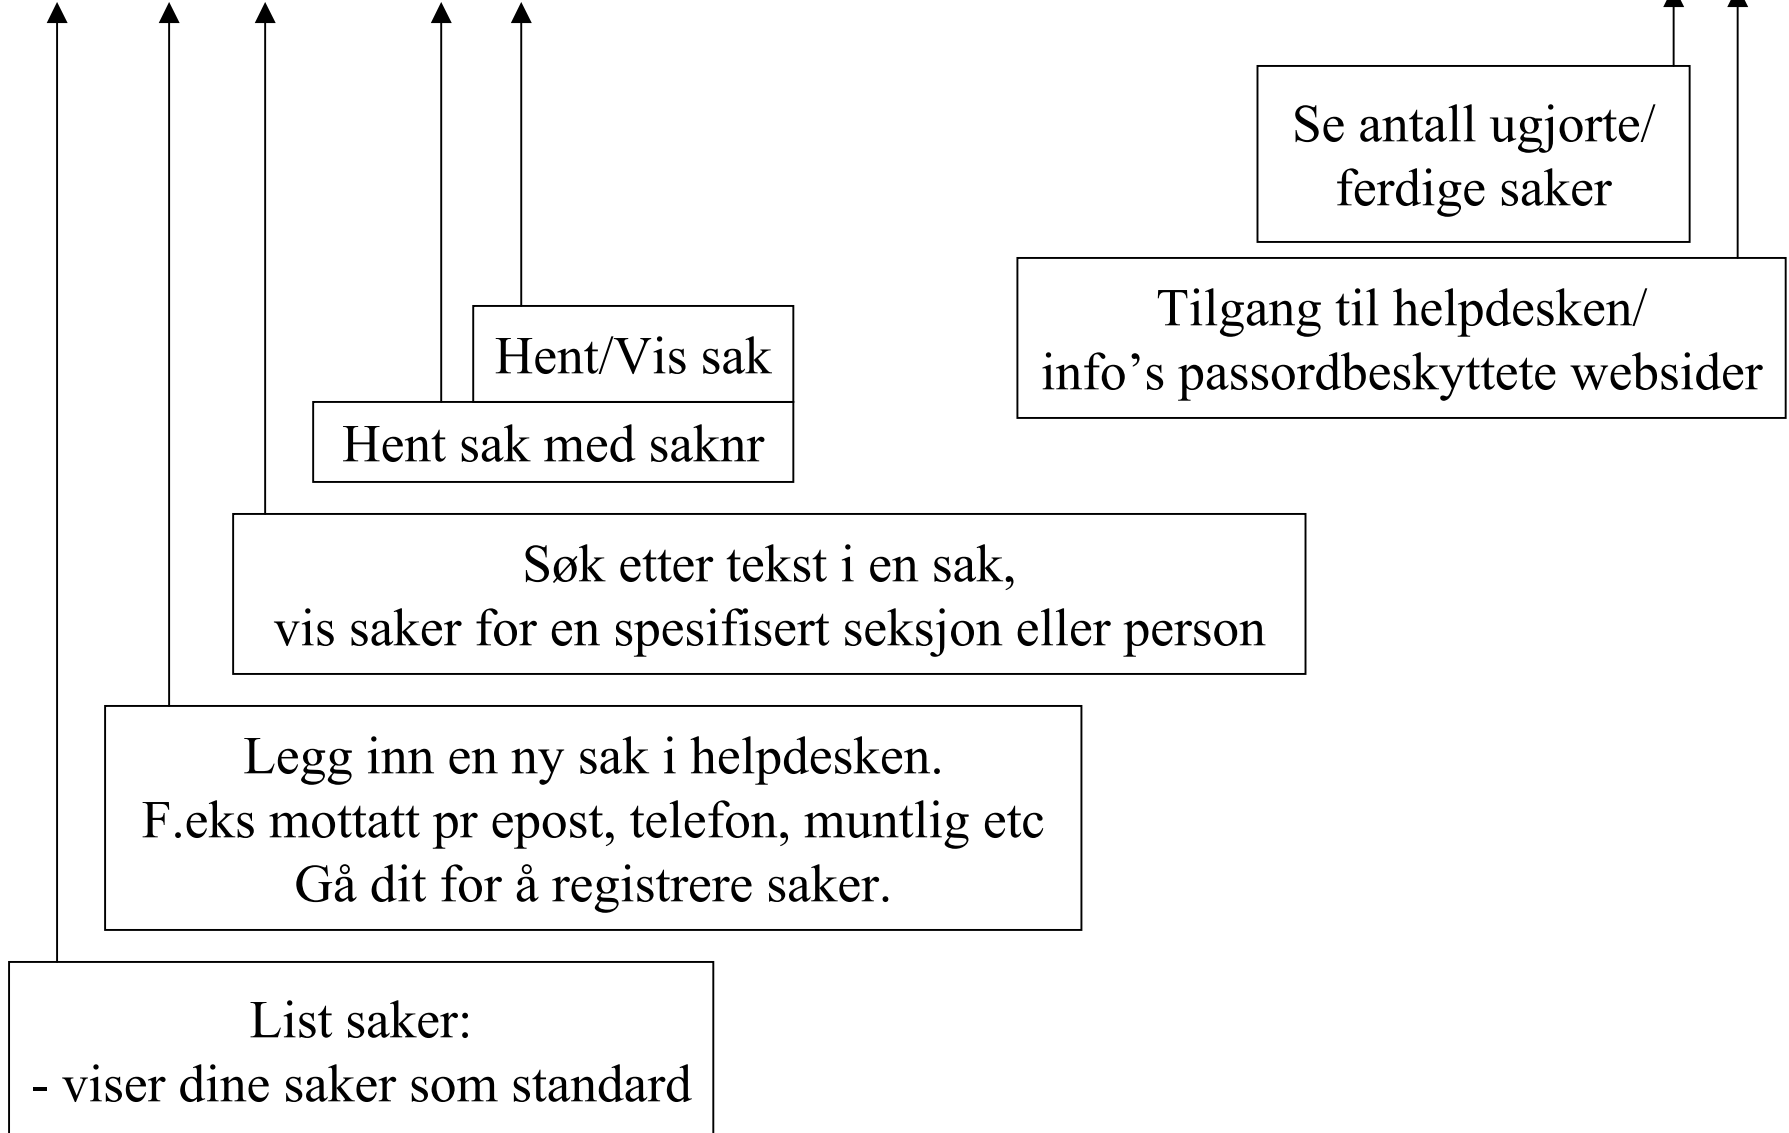 Se antall ugjorte/
ferdige saker
Tilgang til helpdesken/
info’s passordbeskyttete websider
Hent/Vis sak
Hent sak med saknr
Søk etter tekst i en sak,
vis saker for en spesifisert seksjon eller person
Legg inn en ny sak i helpdesken.
F.eks mottatt pr epost, telefon, muntlig etc
Gå dit for å registrere saker.
List saker:
- viser dine saker som standard